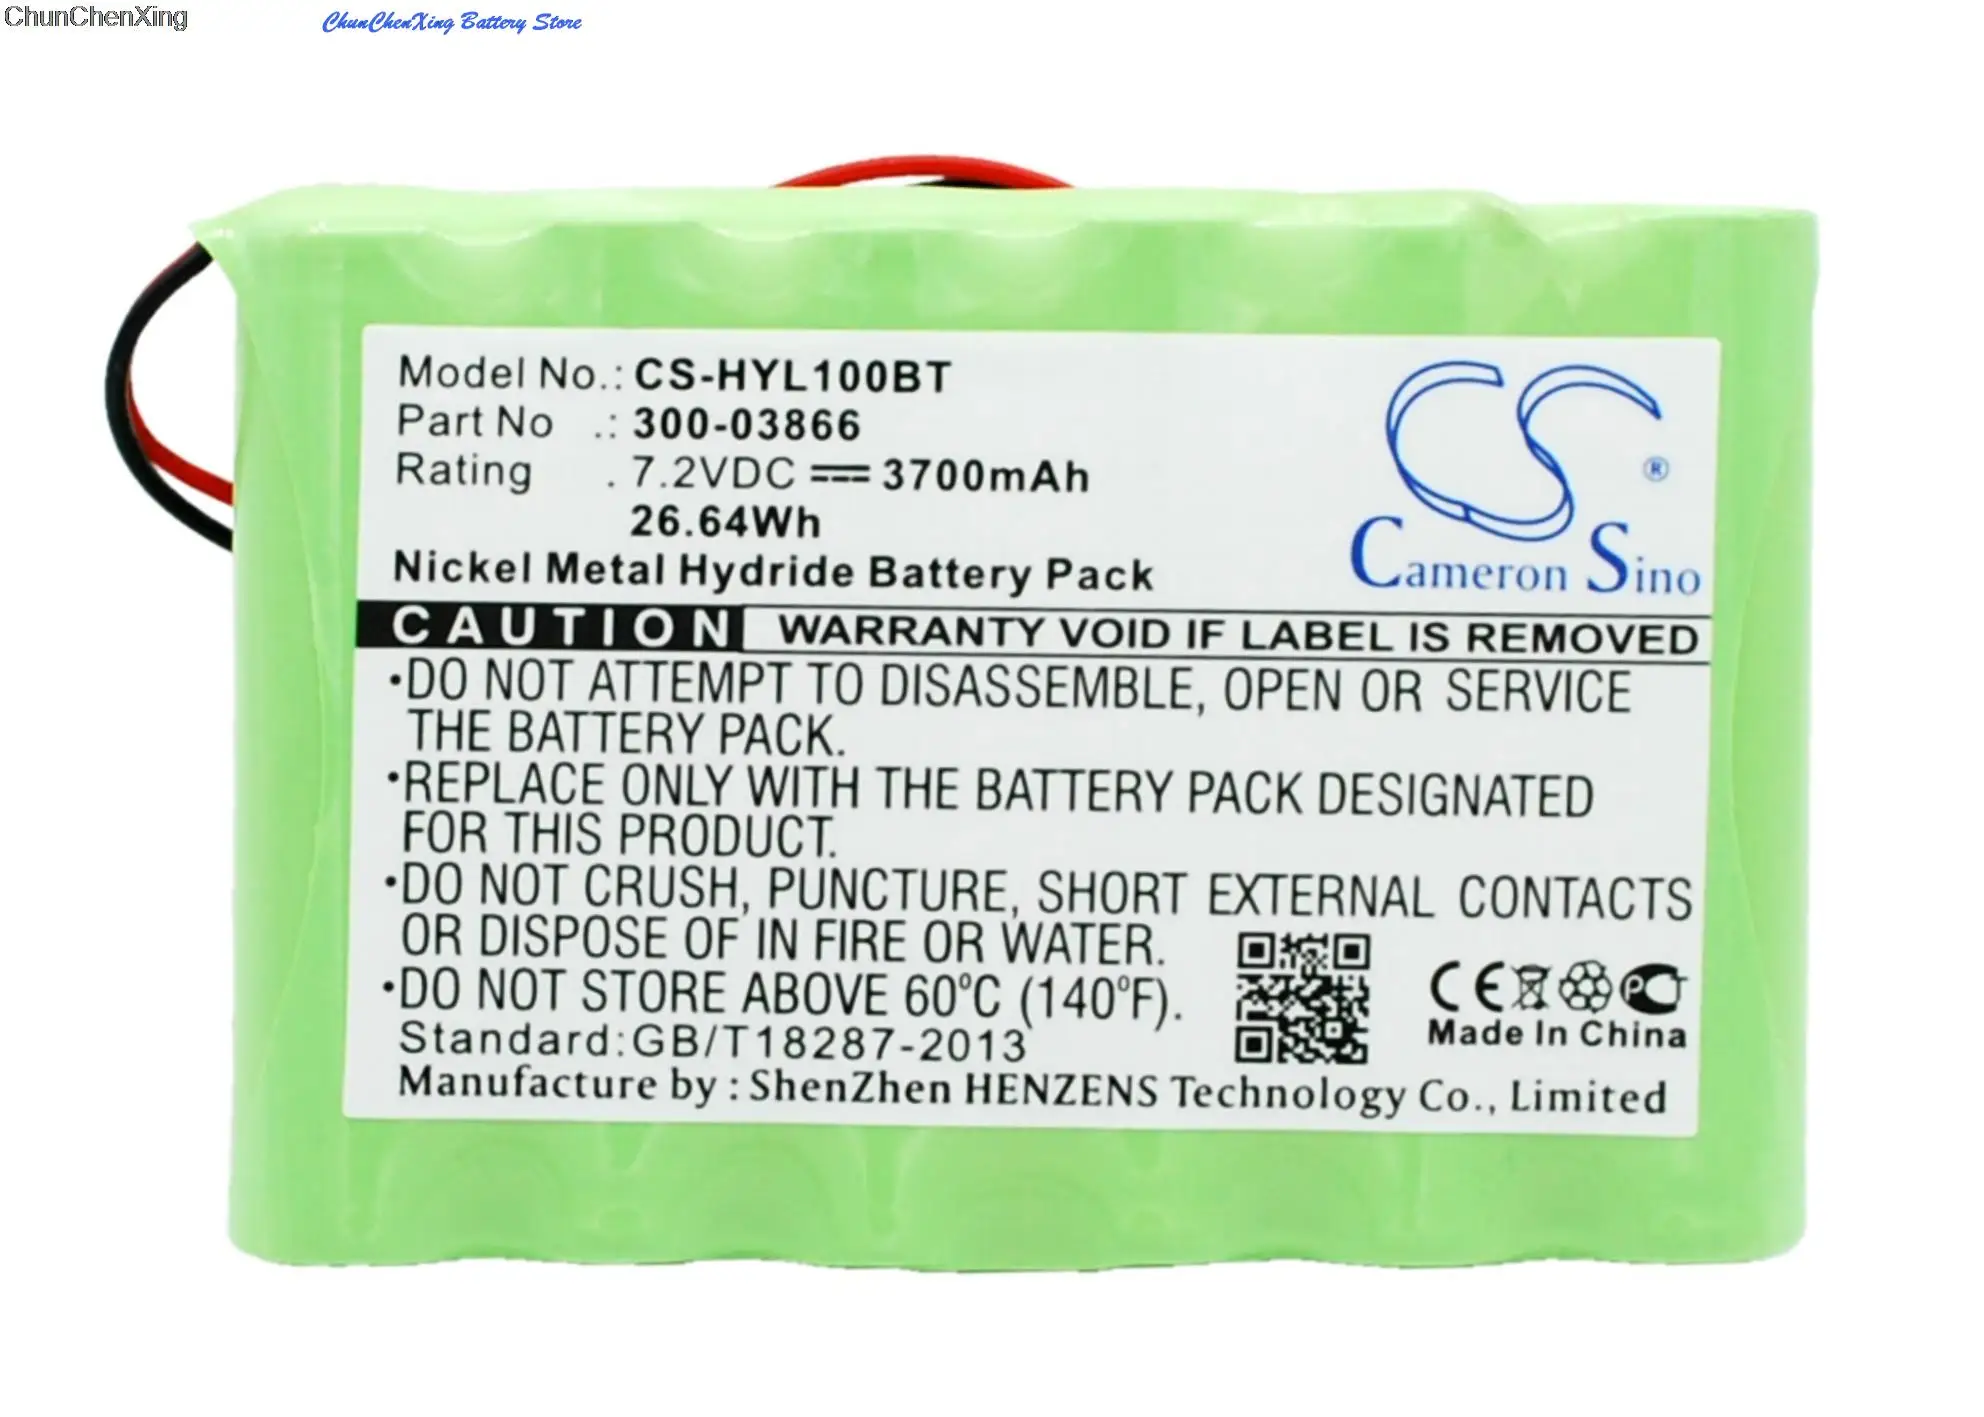 ChunChenXing
ChunChenXing Battery Store
Model No.: CS-HYL100BT
Part No .: 300-03866
Rating . 7.2VDC 3700mAh
26.64Wh
Nickel Metal Hydride Battery Pack
CS ®
Cameron Sino
CAUTION WARRANTY VOID IF LABEL IS REMOVED
•DO NOT ATTEMPT TO DISASSEMBLE, OPEN OR SERVICE
THE BATTERY PACK.
•REPLACE ONLY WITH THE BATTERY PACK DESIGNATED
FOR THIS PRODUCT.
•DO NOT CRUSH, PUNCTURE, SHORT EXTERNAL CONTACTS
OR DISPOSE OF IN FIRE OR WATER.
•DO NOT STORE ABOVE 60°C (140°F).
CE PC
Made In China
Standard:GB/T18287-2013
Manufacture by : ShenZhen HENZENS Technology Co., Limited